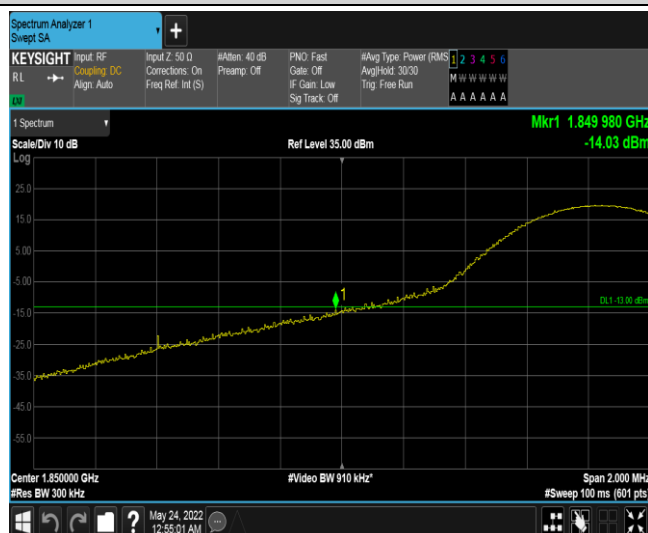 Spectrum Analyzer 1
Swept SA
KEYSIGHT Input: RF Input Z: 50 Ω #Atten: 40 dB PNO: Fast #Avg Type: Power (RMS 1 2 3 4 5 6
RL Coupling: DC Corrections: On Preamp: Off Gate: Off Avg|Hold: 30/30 M W W W W W
Align: Auto Freq Ref: Int (S) IF Gain: Low Trig: Free Run
Sig Track: Off A A A A A A
1 Spectrum Mkr1 1.849 980 GHz
Scale/Div 10 dB Ref Level 35.00 dBm -14.03 dBm
Log
25.0
15.0
5.00
1
-5.00
DL1 -13.00 dBm
-15.0
-25.0
-35.0
-45.0
-55.0
Center 1.850000 GHz #Video BW 910 kHz* Span 2.000 MHz
#Res BW 300 kHz #Sweep 100 ms (601 pts)
? May 24, 2022
12:55:01 AM